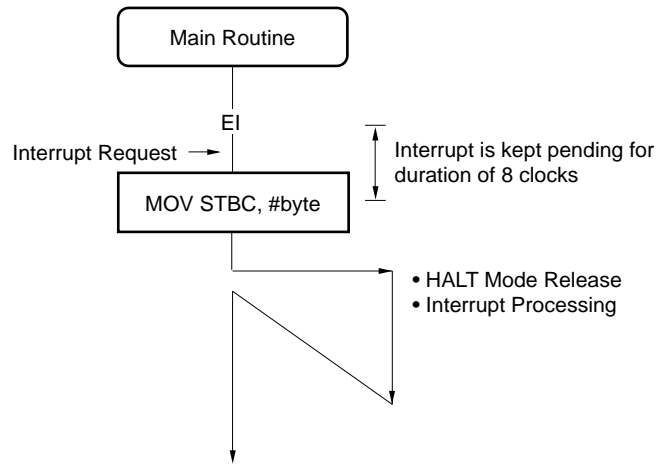 Main Routine
EI
Interrupt Request
Interrupt is kept pending for
duration of 8 clocks
MOV STBC, #byte
• HALT Mode Release
• Interrupt Processing